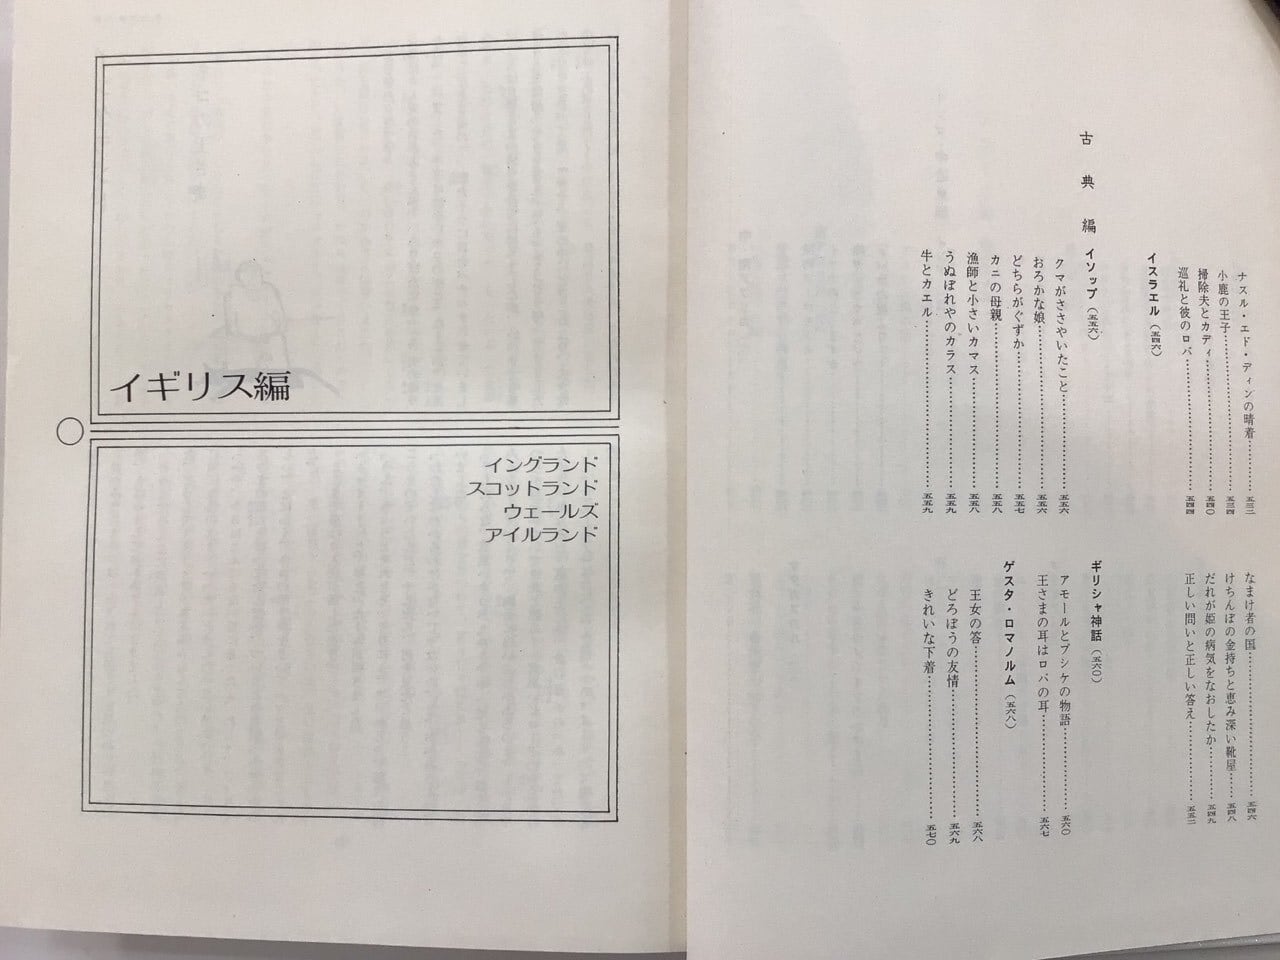 ナスル・エド・ディンの晴着……五三二
小鹿の王子……五三四
掃除夫とカディ……五四〇
巡礼と彼のロバ……五四四
イスラエル（五四六）
なまけ者の国……五四六
けちんぼの金持ちと恵み深い靴屋……五四八
だれが姫の病気をなおしたか……五四九
正しい問いと正しい答え……五五二
古典編
イソップ（五五六）
クマがささやいたこと……五五六
おろかな娘……五五六
どちらがぐずか……五五七
カニの母親……五五八
漁師と小さいカマス……五五八
うぬぼれやのカラス……五五九
牛とカエル……五五九
ギリシャ神話（五六〇）
アモールとプシケの物語……五六〇
王さまの耳はロバの耳……五六七
ゲスタ・ロマノルム（五六八）
王女の答……五六八
どろぼうの友情……五六九
きれいな下着……五七〇
イギリス編
イングランド
スコットランド
ウェールズ
アイルランド